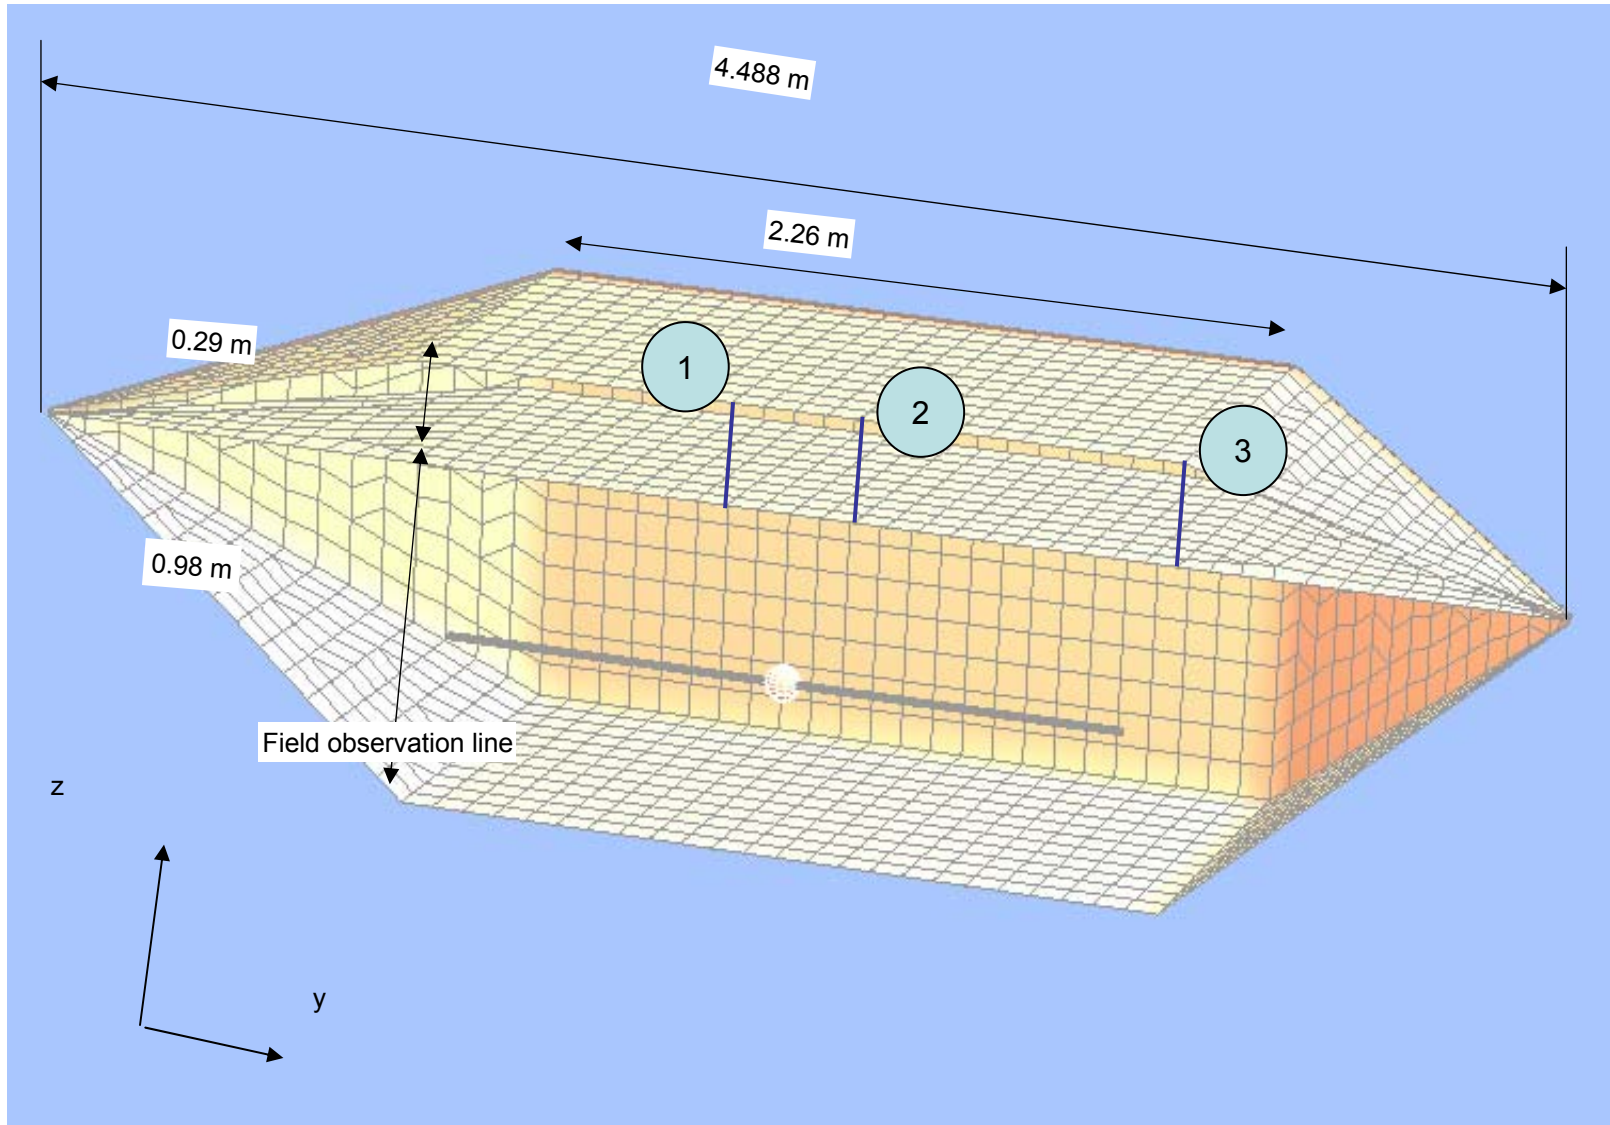 4.488 m
2.26 m
0.29 m
1
2
3
0.98 m
Field observation line
z
y